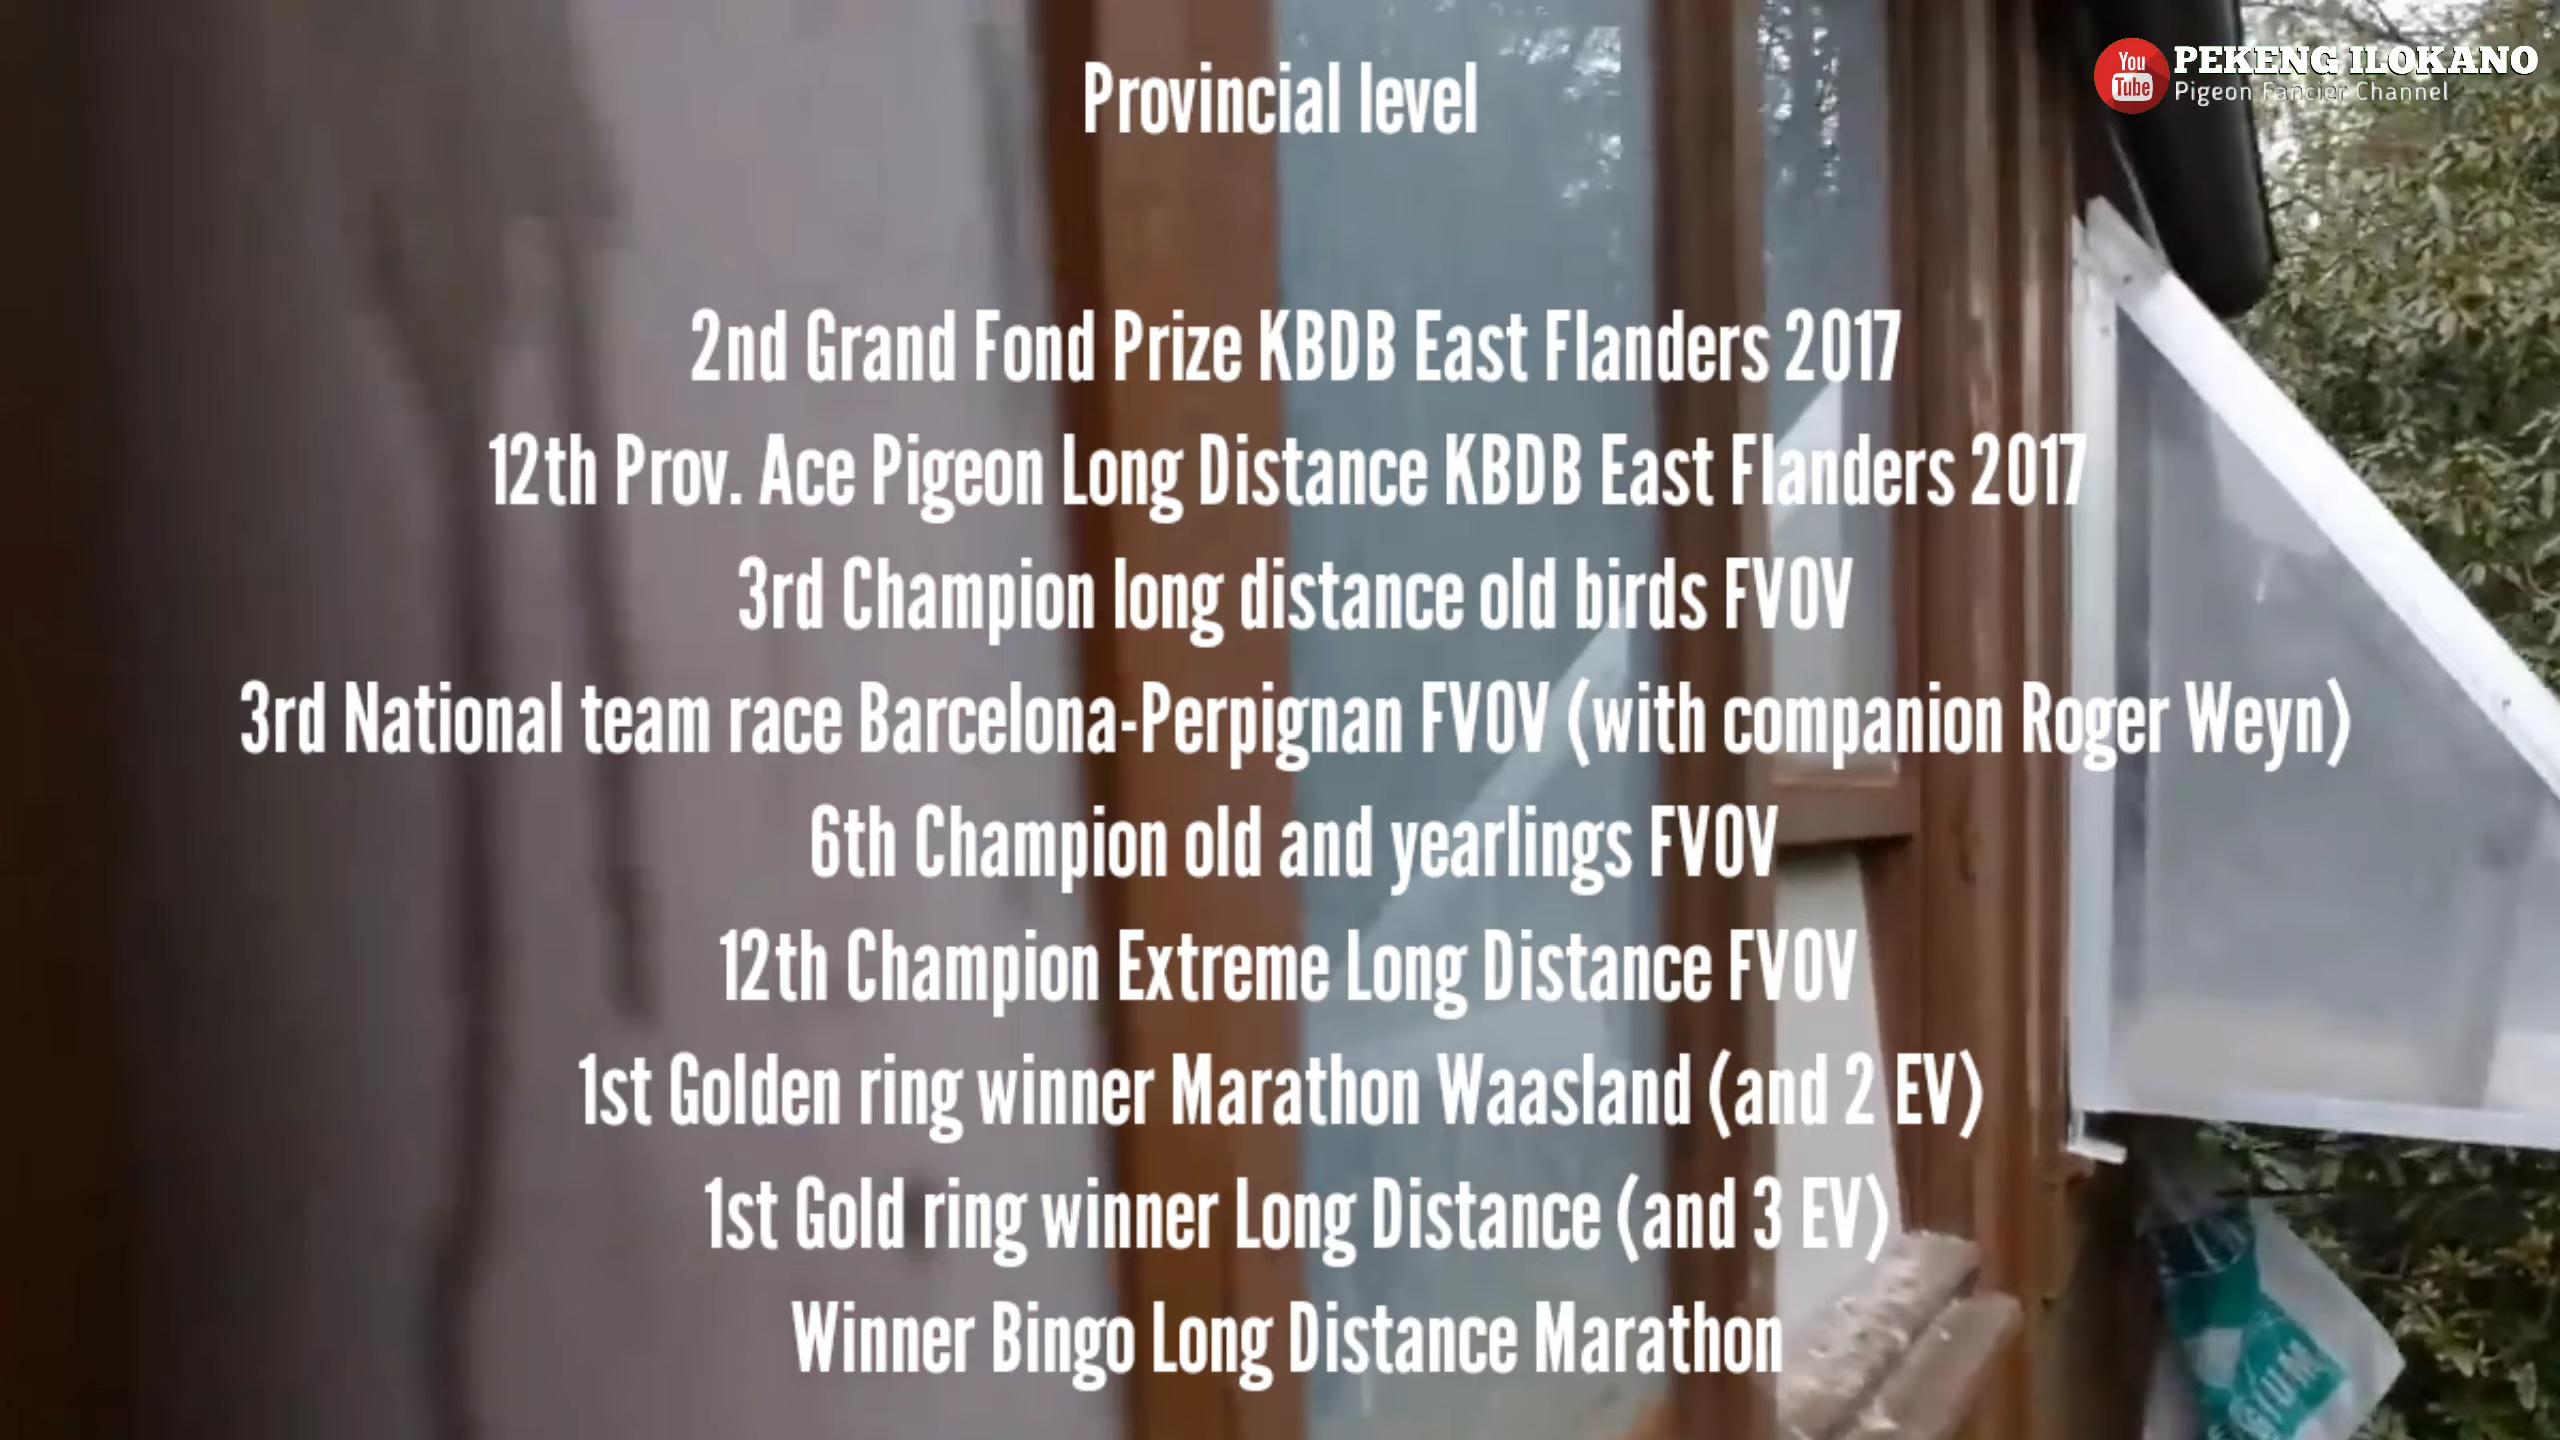 You
Tube
PEKENG ILOKANO
Pigeon Fancier Channel
Provincial level
2nd Grand Fond Prize KBDB East Flanders 2017
12th Prov. Ace Pigeon Long Distance KBDB East Flanders 2017
3rd Champion long distance old birds FVOV
3rd National team race Barcelona-Perpignan FVOV (with companion Roger Weyn)
6th Champion old and yearlings FVOV
12th Champion Extreme Long Distance FVOV
1st Golden ring winner Marathon Waasland (and 2 EV)
1st Gold ring winner Long Distance (and 3 EV)
Winner Bingo Long Distance Marathon